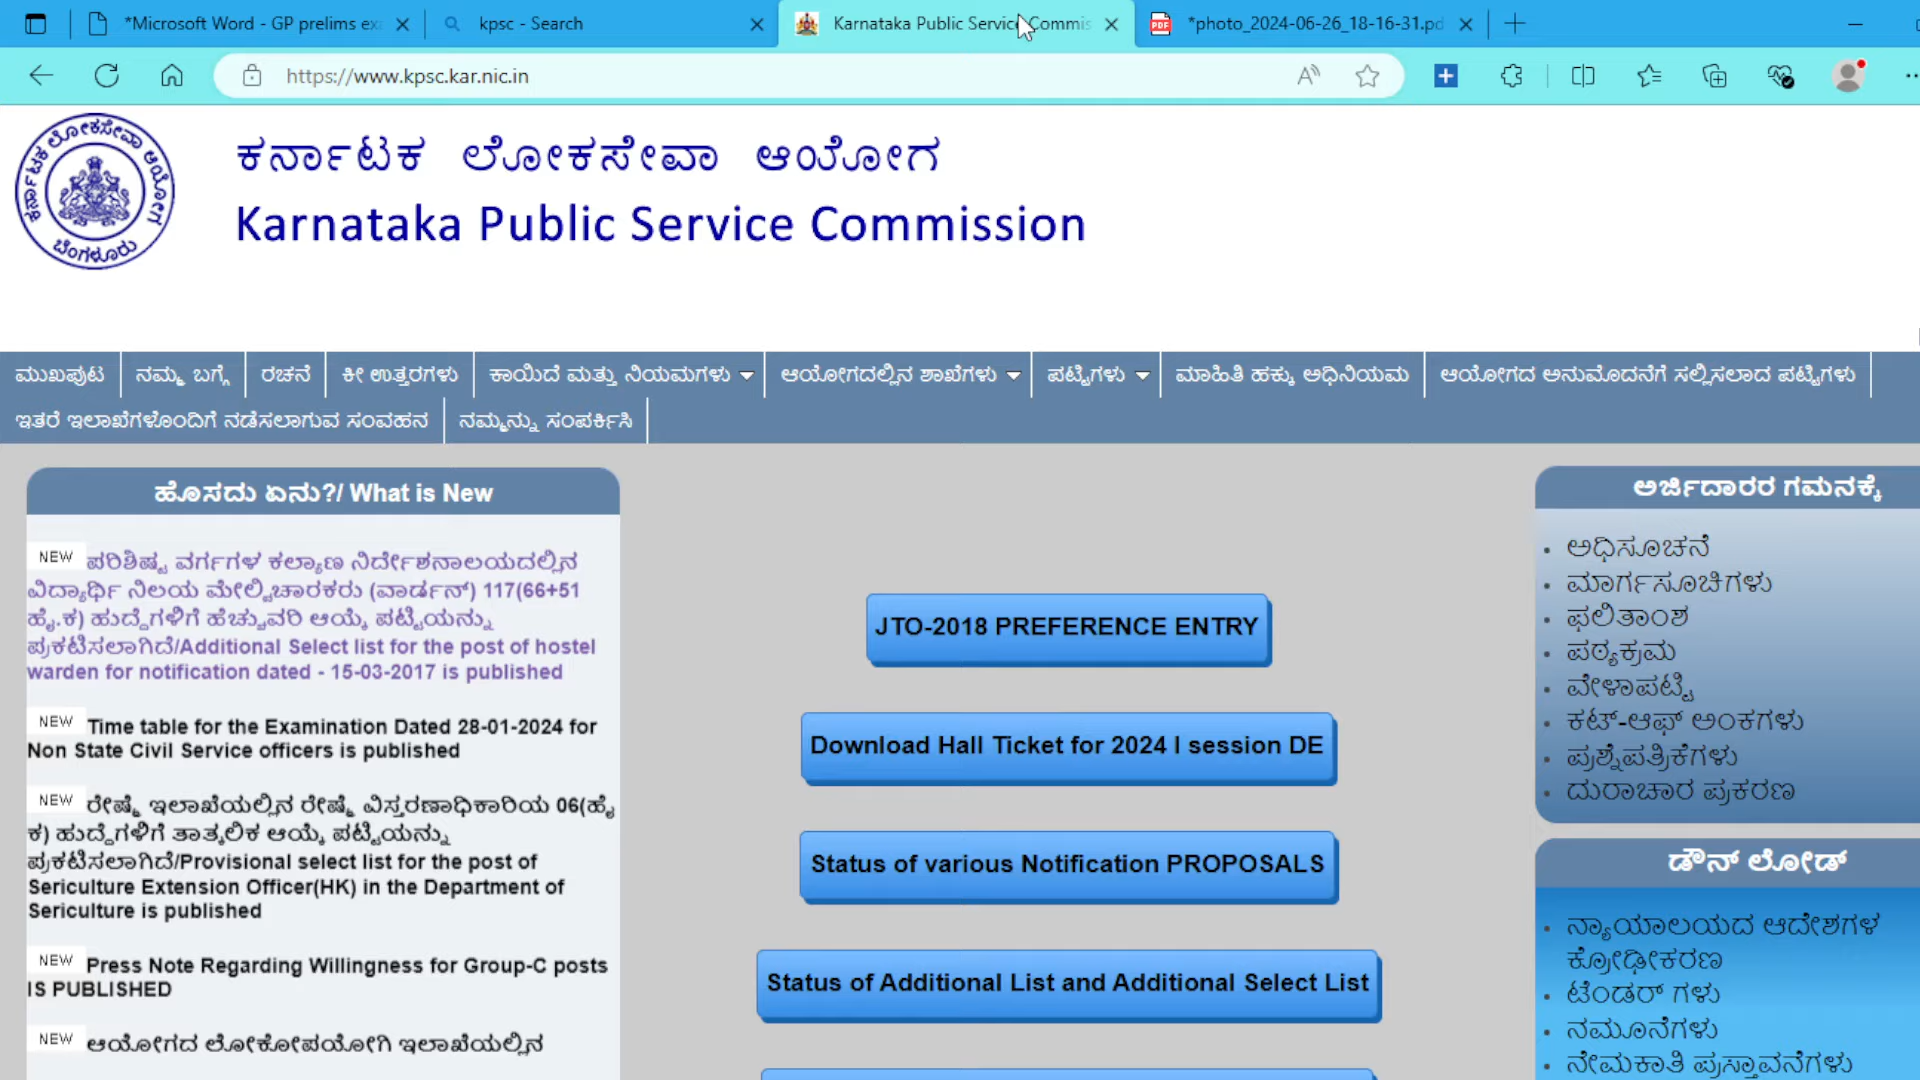 *Microsoft Word - GP prelims ex
kpsc - Search
Karnataka Public Service Commis
*photo_2024-06-26_18-16-31.pd
https://www.kpsc.kar.nic.in
ಕರ್ನಾಟಕ ಲೋಕಸೇವಾ ಆಯೋಗ
ಬೆಂಗಳೂರು
ಕರ್ನಾಟಕ ಲೋಕಸೇವಾ ಆಯೋಗ
Karnataka Public Service Commission
ಮುಖಪುಟ
ನಮ್ಮ ಬಗ್ಗೆ
ರಚನೆ
ಕೀ ಉತ್ತರಗಳು
ಕಾಯಿದೆ ಮತ್ತು ನಿಯಮಗಳು
ಆಯೋಗದಲ್ಲಿನ ಶಾಖೆಗಳು
ಪಟ್ಟಿಗಳು
ಮಾಹಿತಿ ಹಕ್ಕು ಅಧಿನಿಯಮ
ಆಯೋಗದ ಅನುಮೊದನೆಗೆ ಸಲ್ಲಿಸಲಾದ ಪಟ್ಟಿಗಳು
ಇತರೆ ಇಲಾಖೆಗಳೊಂದಿಗೆ ನಡೆಸಲಾಗುವ ಸಂವಹನ
ನಮ್ಮನ್ನು ಸಂಪರ್ಕಿಸಿ
ಹೊಸದು ಏನು?/ What is New
NEW ಪರಿಶಿಷ್ಟ ವರ್ಗಗಳ ಕಲ್ಯಾಣ ನಿರ್ದೇಶನಾಲಯದಲ್ಲಿನ
ವಿದ್ಯಾರ್ಥಿ ನಿಲಯ ಮೇಲ್ವಿಚಾರಕರು (ವಾರ್ಡನ್) 117(66+51
ಹೈ.ಕ) ಹುದ್ದೆಗಳಿಗೆ ಹೆಚ್ಚುವರಿ ಆಯ್ಕೆ ಪಟ್ಟಿಯನ್ನು
ಪ್ರಕಟಿಸಲಾಗಿದೆ/Additional Select list for the post of hostel
warden for notification dated - 15-03-2017 is published
NEW Time table for the Examination Dated 28-01-2024 for
Non State Civil Service officers is published
NEW ರೇಷ್ಮೆ ಇಲಾಖೆಯಲ್ಲಿನ ರೇಷ್ಮೆ ವಿಸ್ತರಣಾಧಿಕಾರಿಯ 06(ಹೈ
ಕ) ಹುದ್ದೆಗಳಿಗೆ ತಾತ್ಕಲಿಕ ಆಯ್ಕೆ ಪಟ್ಟಿಯನ್ನು
ಪ್ರಕಟಿಸಲಾಗಿದೆ/Provisional select list for the post of
Sericulture Extension Officer(HK) in the Department of
Sericulture is published
NEW Press Note Regarding Willingness for Group-C posts
IS PUBLISHED
NEW ಆಯೋಗದ ಲೋಕೋಪಯೋಗಿ ಇಲಾಖೆಯಲ್ಲಿನ
JTO-2018 PREFERENCE ENTRY
Download Hall Ticket for 2024 I session DE
Status of various Notification PROPOSALS
Status of Additional List and Additional Select List
ಅರ್ಜಿದಾರರ ಗಮನಕ್ಕೆ
ಅಧಿಸೂಚನೆ
ಮಾರ್ಗಸೂಚಿಗಳು
ಫಲಿತಾಂಶ
ಪಠ್ಯಕ್ರಮ
ವೇಳಾಪಟ್ಟಿ
ಕಟ್-ಆಫ್ ಅಂಕಗಳು
ಪ್ರಶ್ನೆಪತ್ರಿಕೆಗಳು
ದುರಾಚಾರ ಪ್ರಕರಣ
ಡೌನ್ ಲೋಡ್
ನ್ಯಾಯಾಲಯದ ಆದೇಶಗಳ
ಕ್ರೋಢೀಕರಣ
ಟೆಂಡರ್ ಗಳು
ನಮೂನೆಗಳು
ನೇಮಕಾತಿ ಪ್ರಸ್ತಾವನೆಗಳು